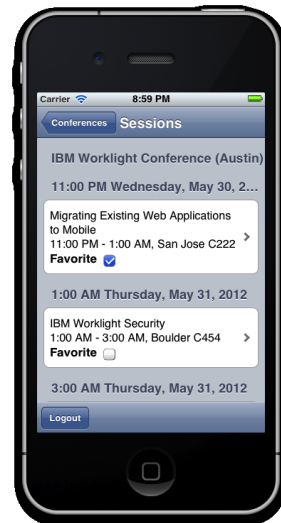 Carrier 8:59 PM
Conferences Sessions
IBM Worklight Conference (Austin)
11:00 PM Wednesday, May 30, 2...
Migrating Existing Web Applications
to Mobile
11:00 PM - 1:00 AM, San Jose C222
Favorite
1:00 AM Thursday, May 31, 2012
IBM Worklight Security
1:00 AM - 3:00 AM, Boulder C454
Favorite
3:00 AM Thursday, May 31, 2012
Logout